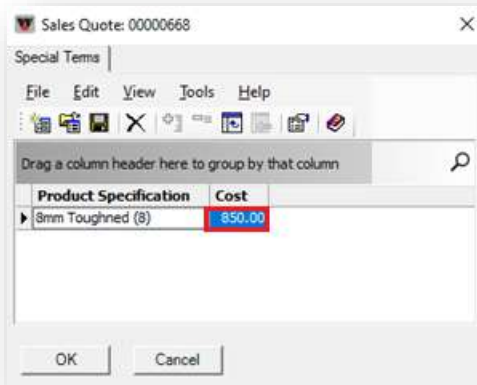 Sales Quote: 00000668
Special Terms
File Edit View Tools Help
Drag a column header here to group by that column
Product Specification Cost
8mm Toughned (8) 850.00
OK Cancel